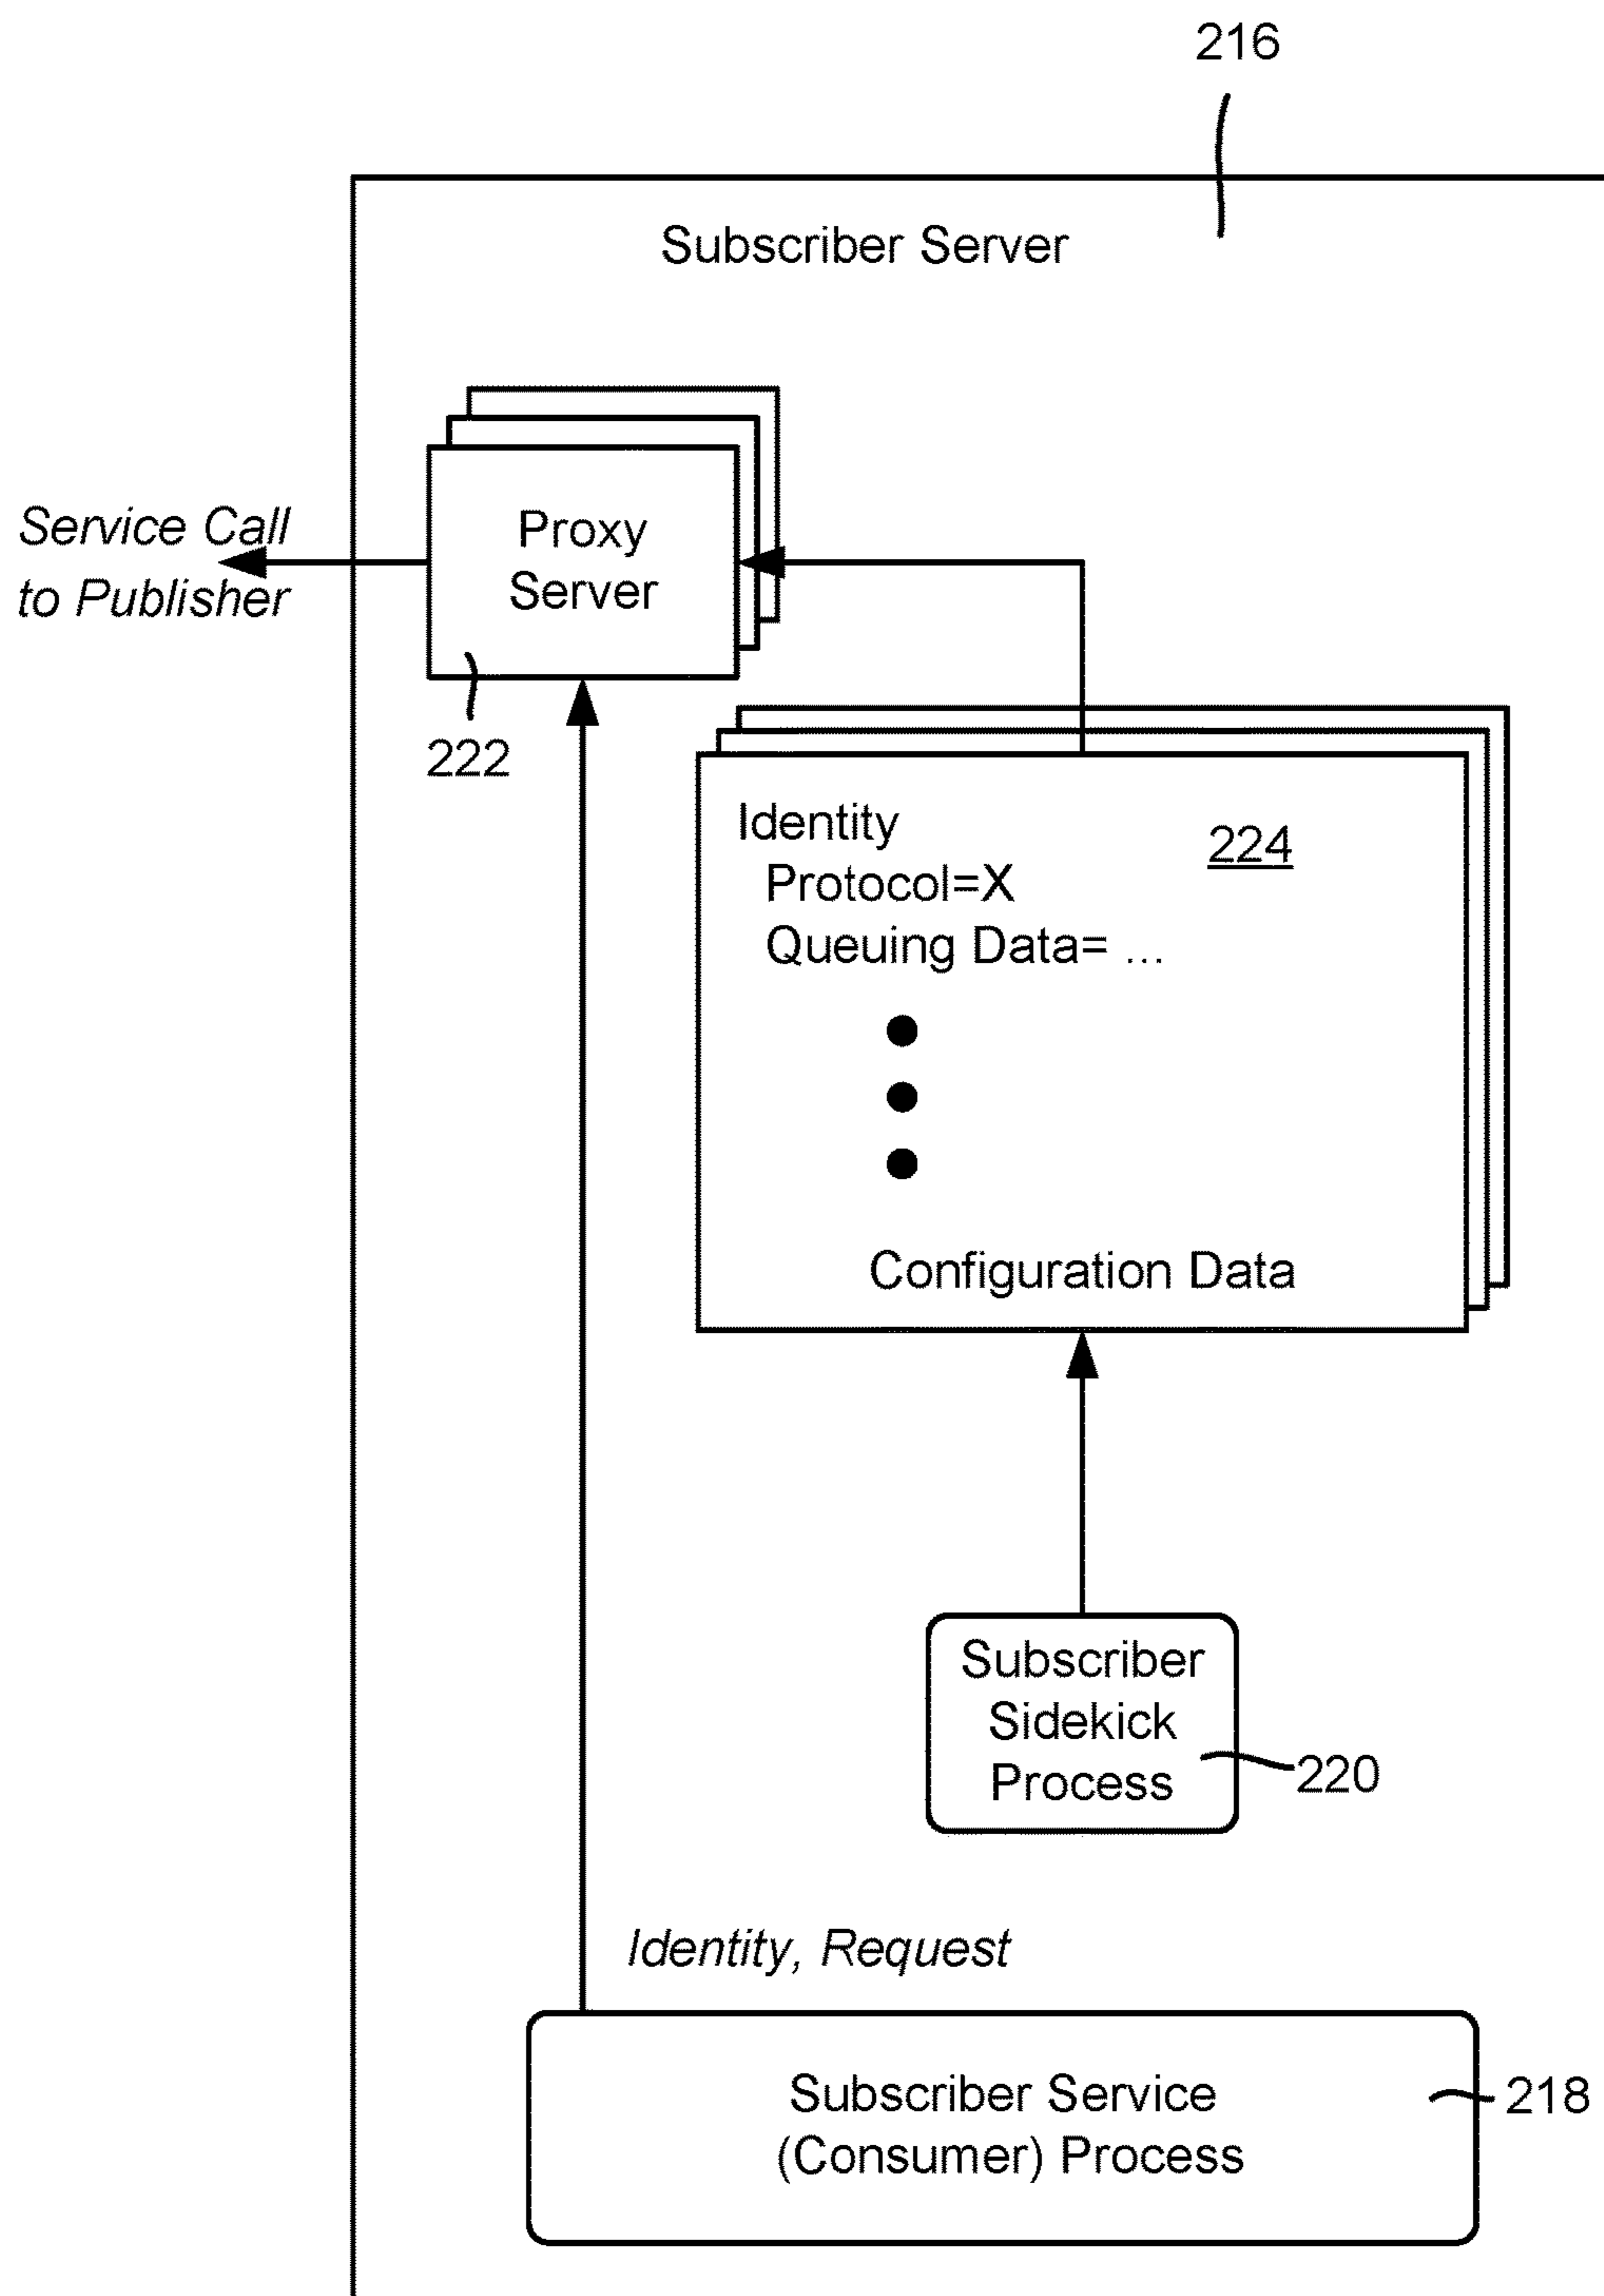 216
Subscriber Server
Service Call
to Publisher
Proxy
Server
222
Identity
224
Protocol=X
Queuing Data= ...
Configuration Data
Subscriber
Sidekick
Process
220
Identity, Request
Subscriber Service
(Consumer) Process
218